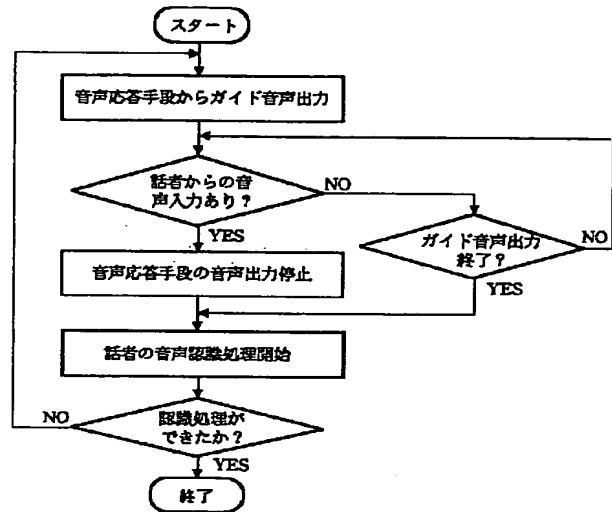 スタート
音声応答手段からガイド音声出力
話者からの音
声入力あり？
NO
YES
ガイド音声出力
終了？
NO
YES
音声応答手段の音声出力停止
話者の音声認識処理開始
認識処理が
できたか？
NO
YES
終了